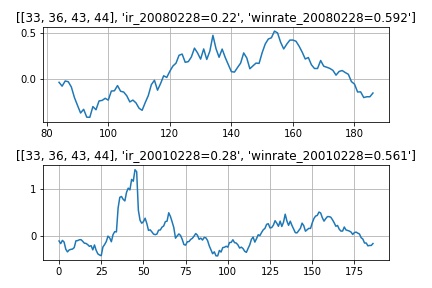 [[33, 36, 43, 44], 'ir_20080228=0.22', 'winrate_20080228=0.592']
0.5
0.0
80 100 120 140 160 180
[[33, 36, 43, 44], 'ir_20010228=0.28', 'winrate_20010228=0.561']
1
0
0 25 50 75 100 125 150 175